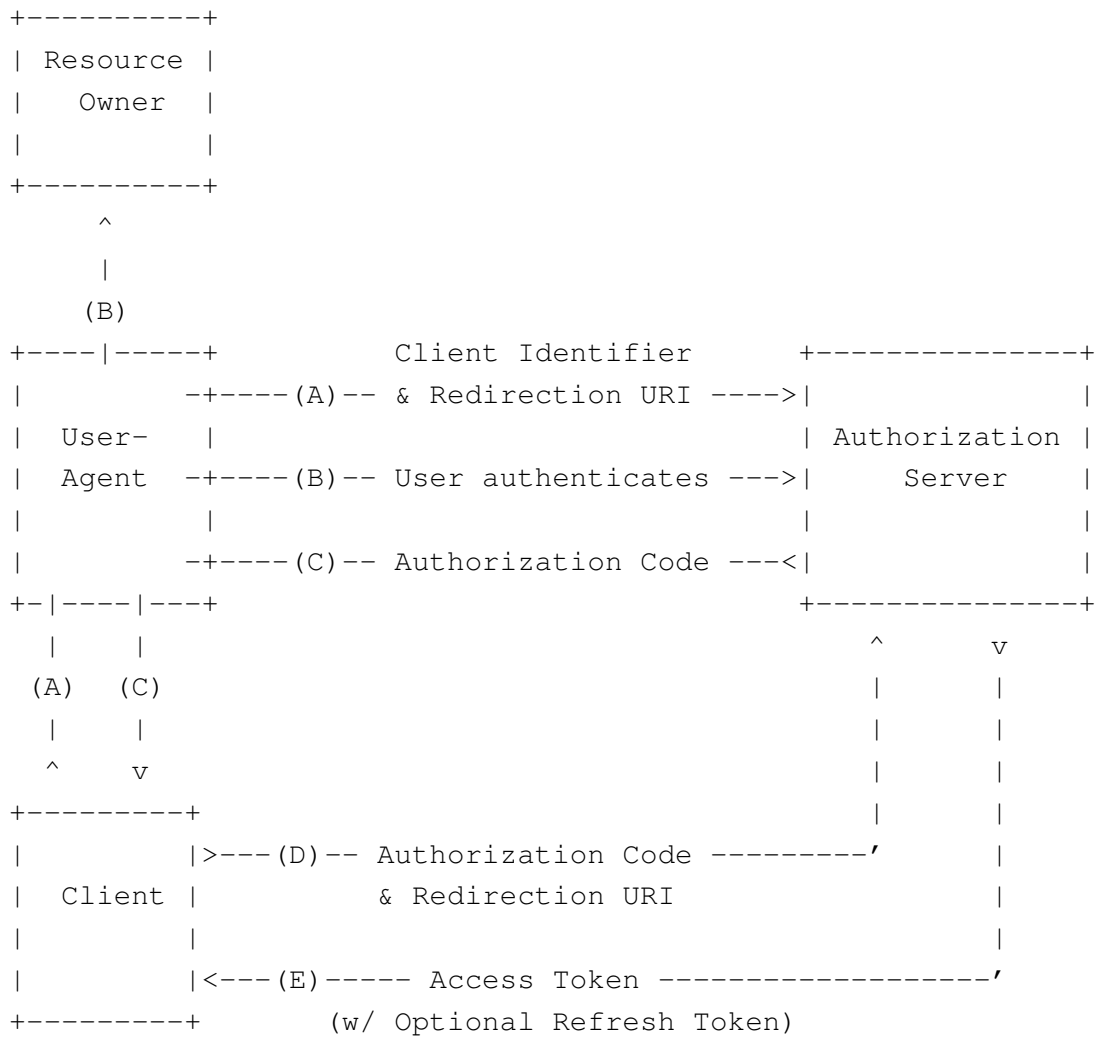 +----------+
| Resource |
|   Owner  |
|          |
+----------+
     ^
     |
    (B)
+----|-----+          Client Identifier      +---------------+
|         -+----(A)-- & Redirection URI ---->|               |
|  User-   |                                 | Authorization |
|  Agent  -+----(B)-- User authenticates --->|     Server    |
|          |                                 |               |
|         -+----(C)-- Authorization Code ---<|               |
+-|----|---+                                 +---------------+
  |    |                                         ^      v
 (A)  (C)                                        |      |
  |    |                                         |      |
  ^    v                                         |      |
+---------+                                      |      |
|         |>---(D)-- Authorization Code ---------'      |
|  Client |          & Redirection URI                  |
|         |                                             |
|         |<---(E)----- Access Token -------------------'
+---------+       (w/ Optional Refresh Token)